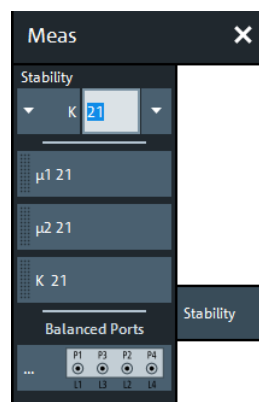 Meas
Stability
K 21
µ1 21
µ2 21
K 21
Stability
Balanced Ports
...
P1 P3 P2 P4
L1 L3 L2 L4